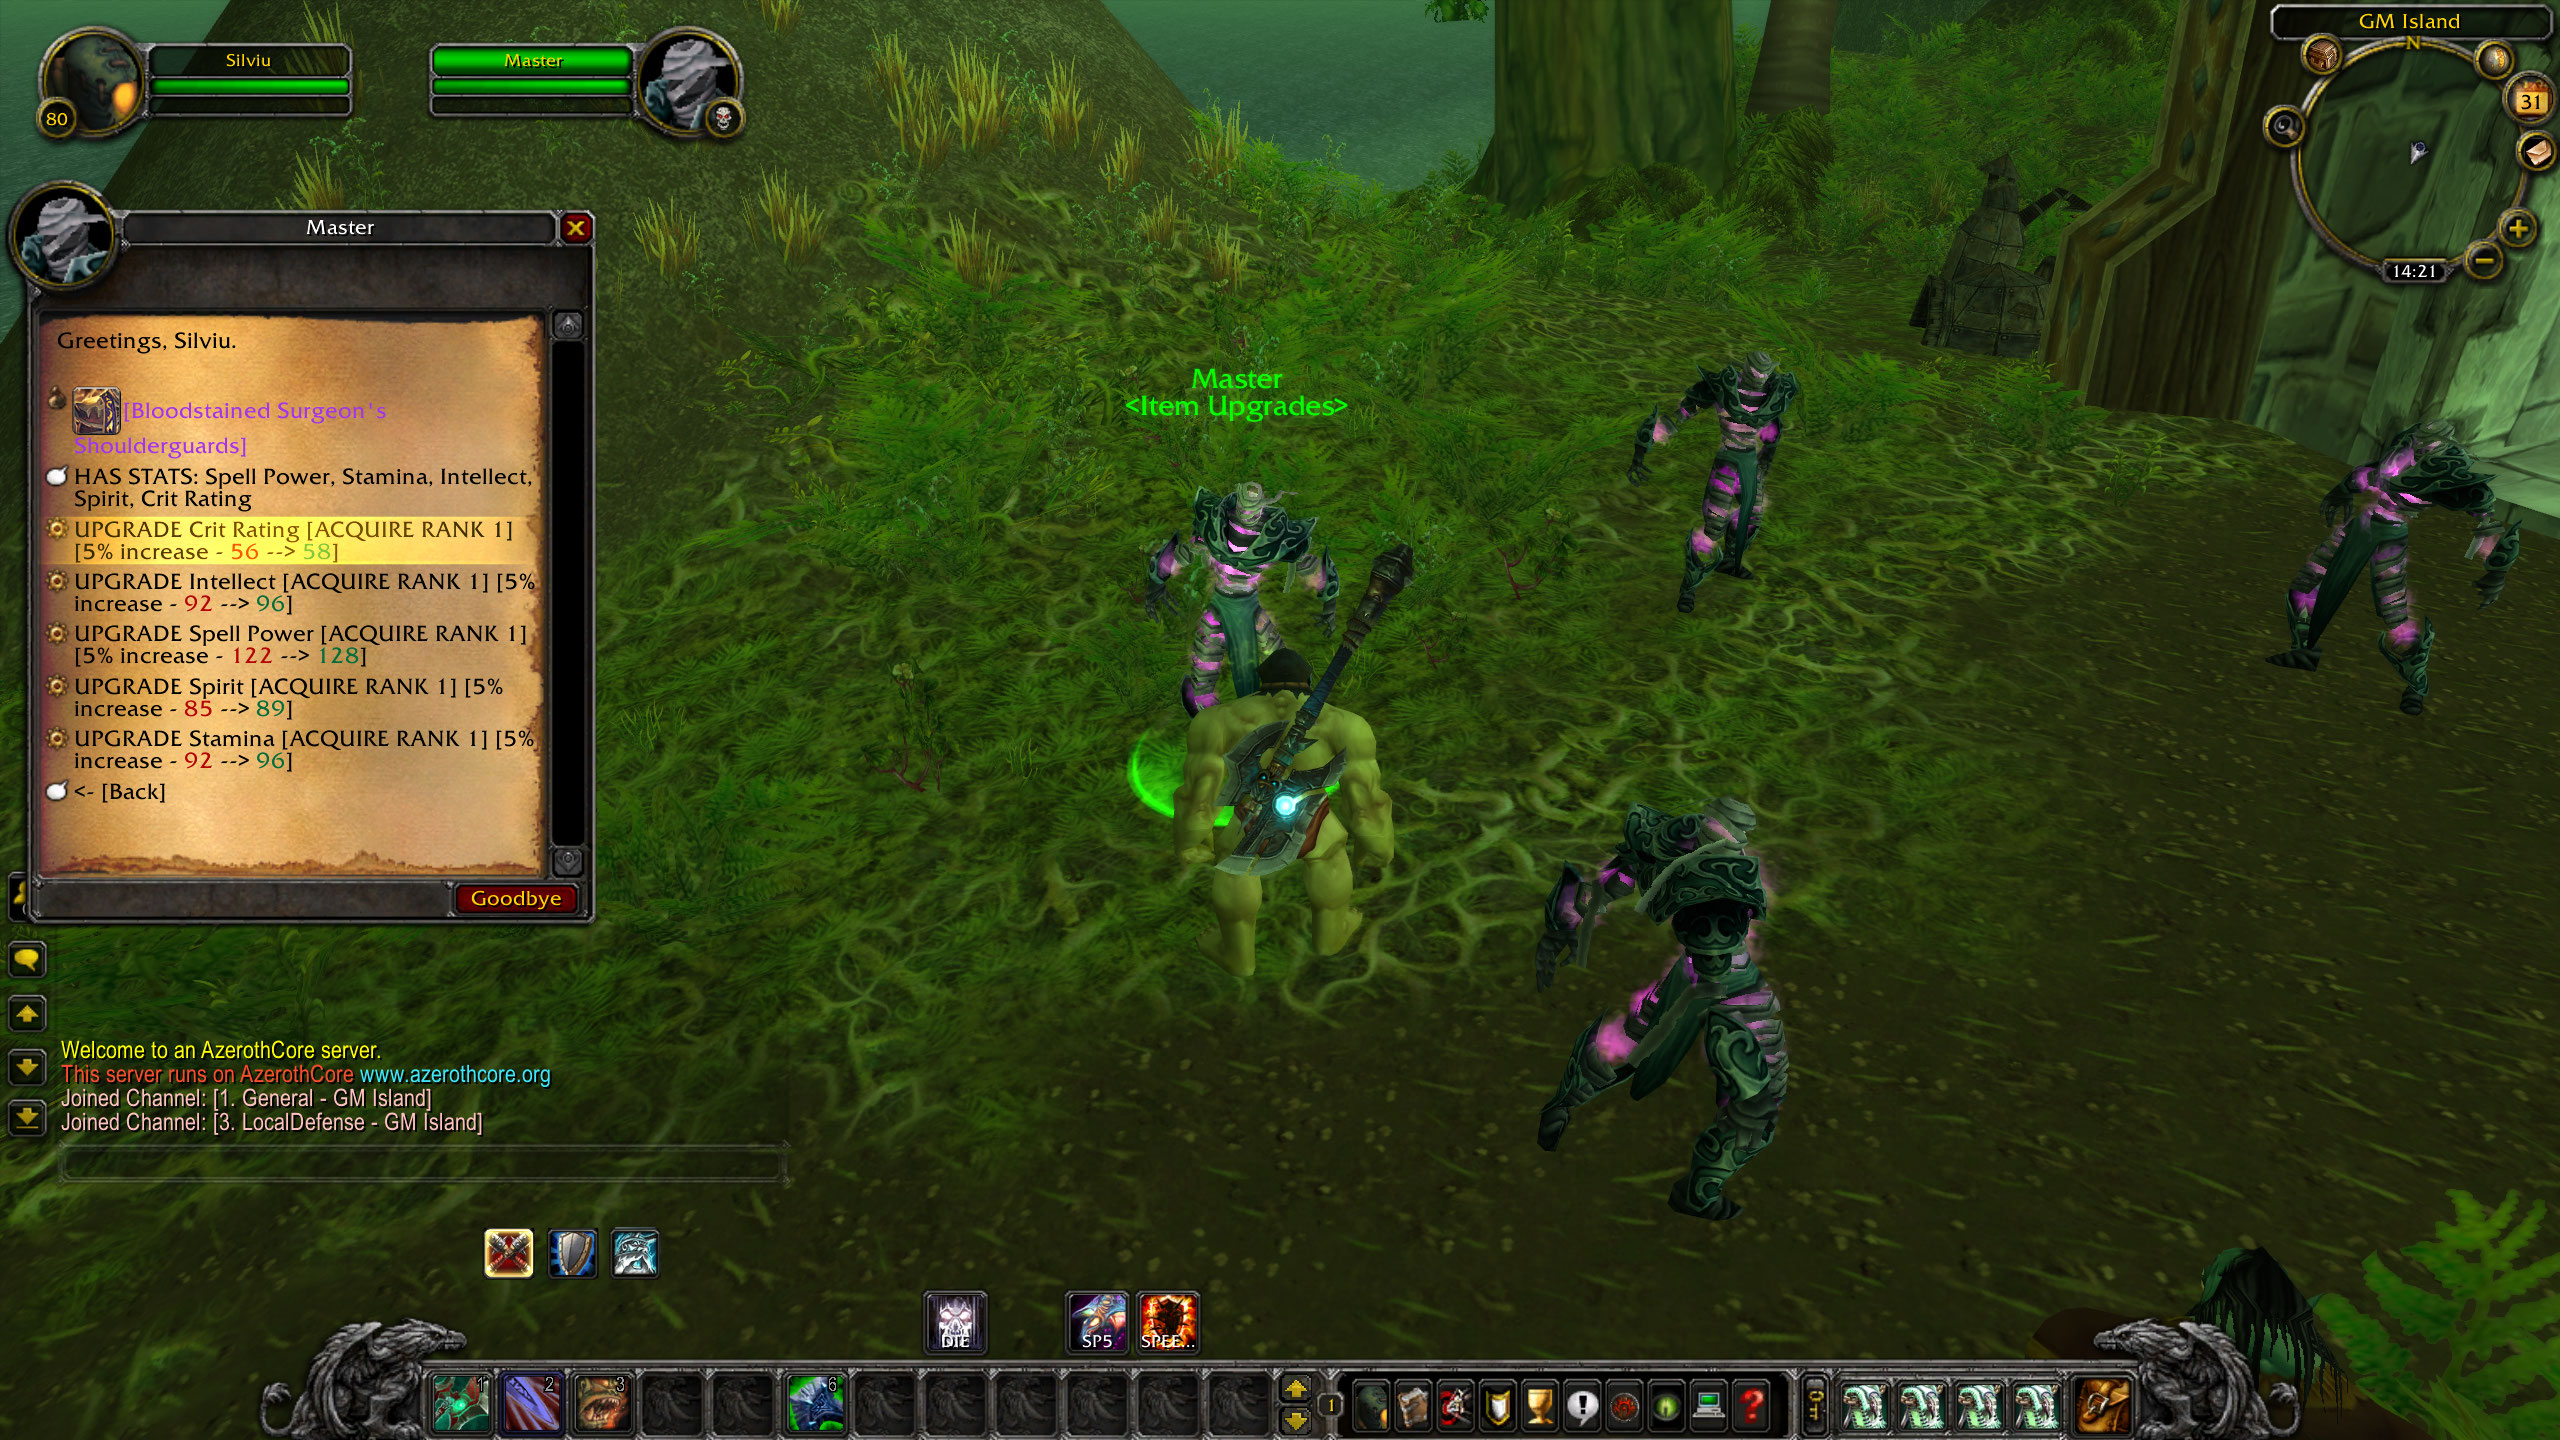 Silviu
Master
80
GM Island
N
31
14:21
Master
Greetings, Silviu.
[Bloodstained Surgeon's
Shoulderguards]
HAS STATS: Spell Power, Stamina, Intellect,
Spirit, Crit Rating
UPGRADE Crit Rating [ACQUIRE RANK 1]
[5% increase - 56 --> 58]
UPGRADE Intellect [ACQUIRE RANK 1] [5%
increase - 92 --> 96]
UPGRADE Spell Power [ACQUIRE RANK 1]
[5% increase - 122 --> 128]
UPGRADE Spirit [ACQUIRE RANK 1] [5%
increase - 85 --> 89]
UPGRADE Stamina [ACQUIRE RANK 1] [5%
increase - 92 --> 96]
<- [Back]
Goodbye
Master
<Item Upgrades>
Welcome to an AzerothCore server.
This server runs on AzerothCore www.azerothcore.org
Joined Channel: [1. General - GM Island]
Joined Channel: [3. LocalDefense - GM Island]
DIE
SP5
SPEE...
1
2
3
6
1